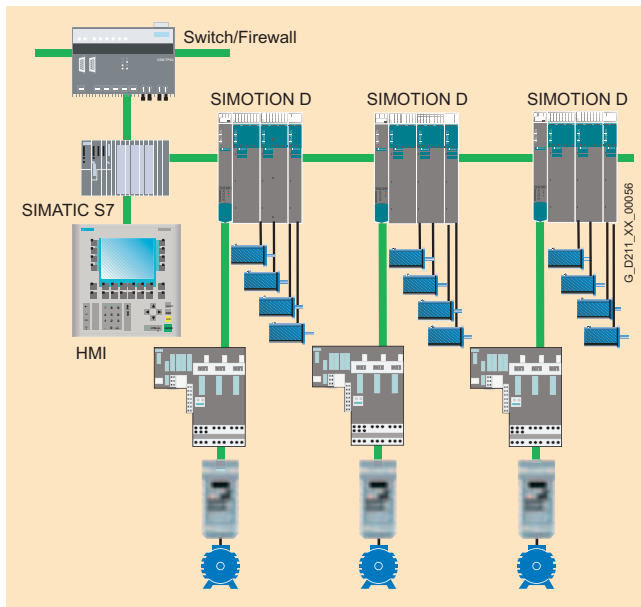 Switch/Firewall
SIMOTION D
SIMOTION D
SIMOTION D
SIMATIC S7
HMI
G_D211_XX_00056